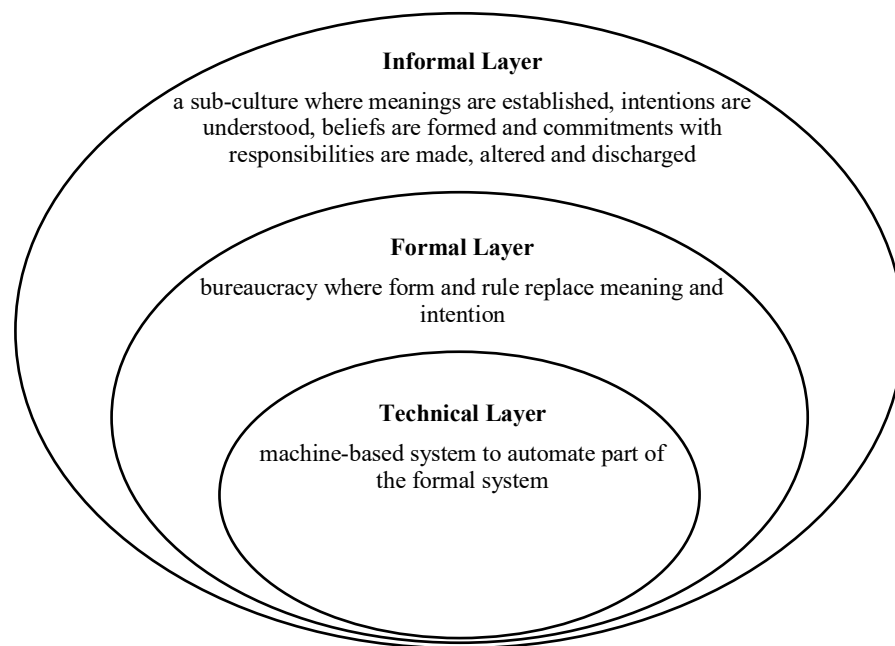 Informal Layer
a sub-culture where meanings are established, intentions are
understood, beliefs are formed and commitments with
responsibilities are made, altered and discharged
Formal Layer
bureaucracy where form and rule replace meaning and
intention
Technical Layer
machine-based system to automate part of
the formal system